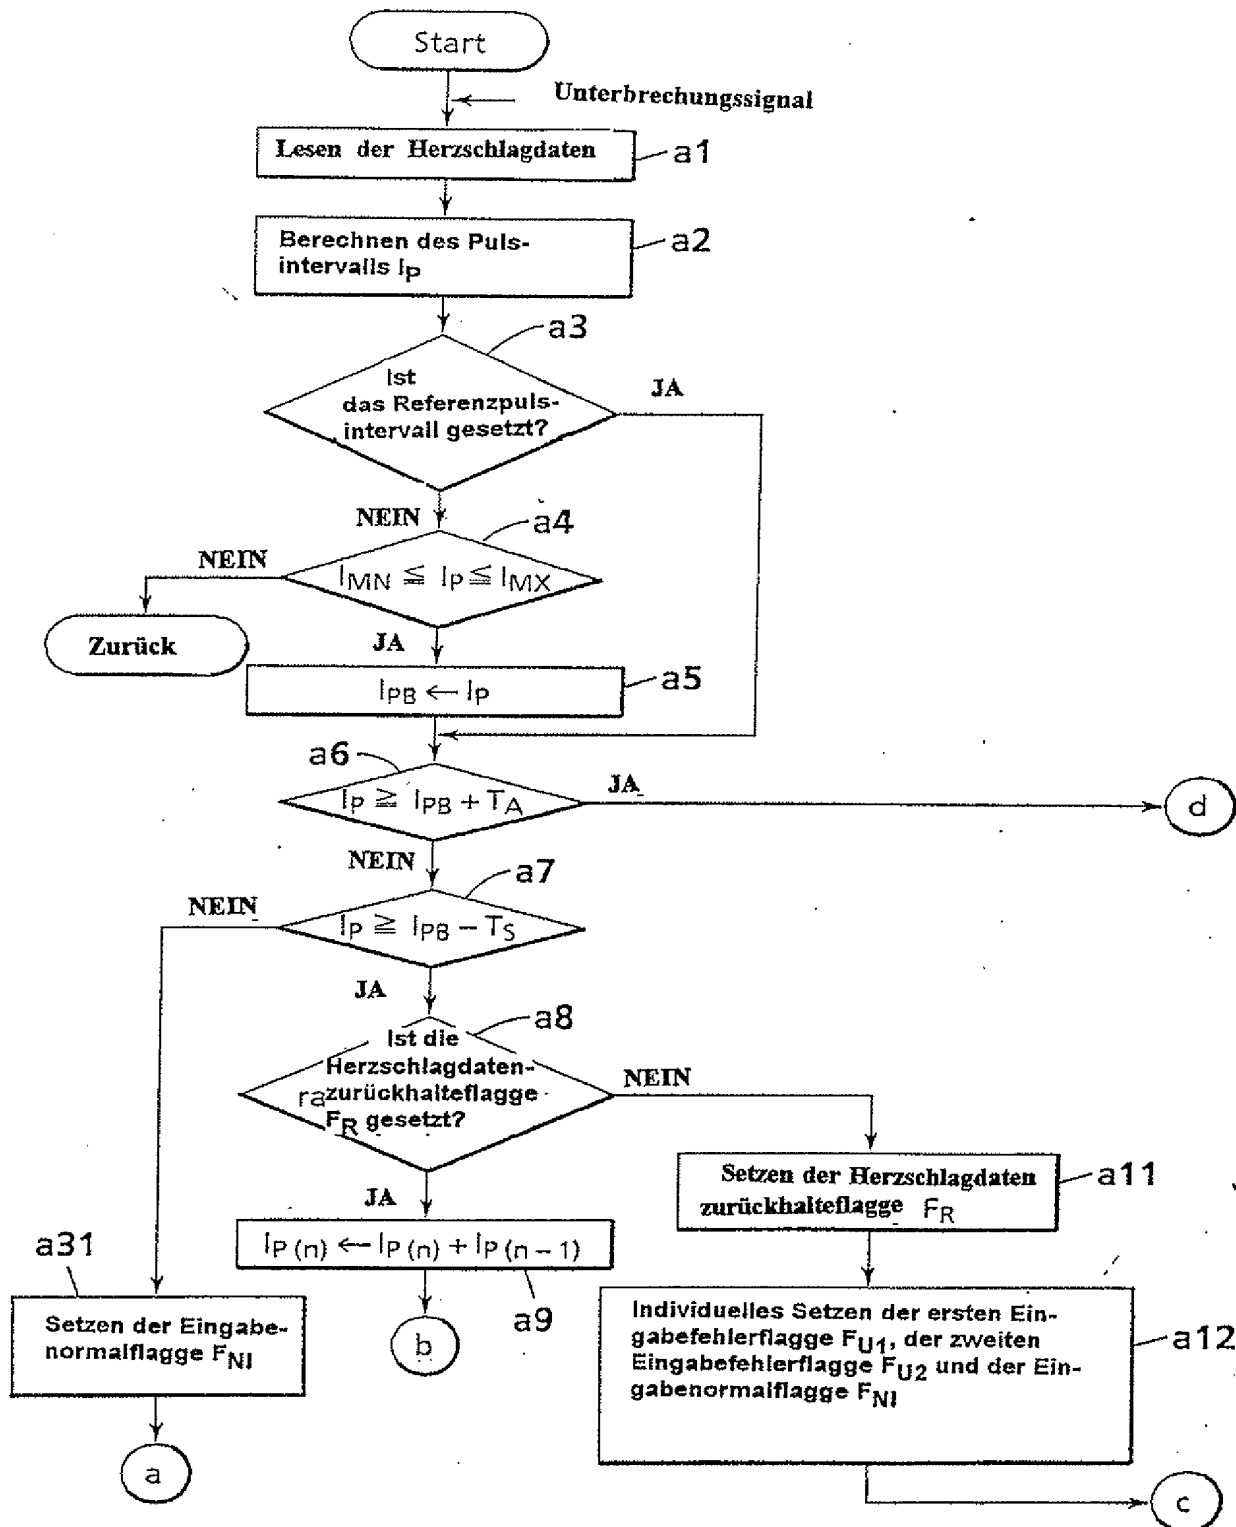 Start
Unterbrechungssignal
Lesen der Herzschlagdaten
a1
Berechnen des Puls-
intervalls IP
a2
a3
Ist
das Referenzpuls-
intervall gesetzt?
JA
NEIN
a4
NEIN
IMN ≦ IP ≦ IMX
Zurück
JA
IPB ← IP
a5
a6
IP ≧ IPB + TA
JA
d
NEIN
a7
NEIN
IP ≧ IPB − TS
JA
a8
Ist die
Herzschlagdaten-
razurückhalteflagge
FR gesetzt?
NEIN
Setzen der Herzschlagdaten
zurückhalteflagge FR
a11
JA
IP(n) ← IP(n) + IP(n − 1)
a9
a31
Setzen der Eingabe-
normalflagge FNI
b
Individuelles Setzen der ersten Ein-
gabefehlerflagge FU1, der zweiten
Eingabefehlerflagge FU2 und der Ein-
gabenormalflagge FNI
a12
a
c